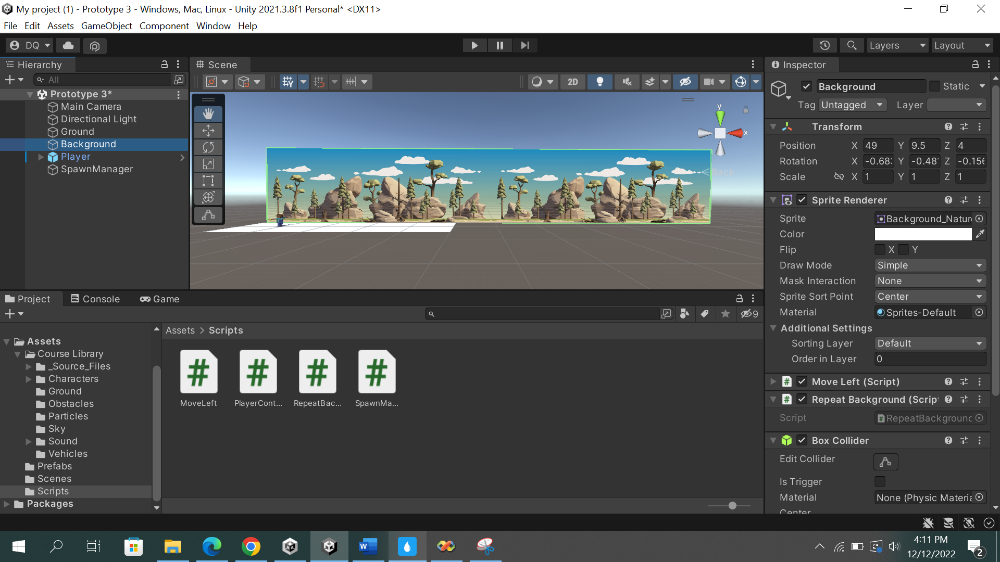 My project (1) - Prototype 3 - Windows, Mac, Linux - Unity 2021.3.8f1 Personal* <DX11>
File Edit Assets GameObject Component Window Help
DQ
Layers Layout
Hierarchy
All
Prototype 3*
Main Camera
Directional Light
Ground
Background
Player
SpawnManager
Scene
2D
y
x
Back
Inspector
Background Static
Tag Untagged Layer
Transform
Position X 49 Y 9.5 Z 4
Rotation X -0.68 Y -0.48 Z -0.156
Scale X 1 Y 1 Z 1
Sprite Renderer
Sprite Background_Natur
Color
Flip X Y
Draw Mode Simple
Mask Interaction None
Sprite Sort Point Center
Material Sprites-Default
Additional Settings
Sorting Layer Default
Order in Layer 0
# Move Left (Script)
# Repeat Background (Scrip
Script RepeatBackground
Box Collider
Edit Collider
Is Trigger
Material None (Physic Materia
Center
Project Console Game
9
Assets
Course Library
_Source_Files
Characters
Ground
Obstacles
Particles
Sky
Sound
Vehicles
Prefabs
Scenes
Scripts
Packages
Assets > Scripts
# # # #
MoveLeft PlayerCont... RepeatBac... SpawnMa...
W
4:11 PM
12/12/2022
2